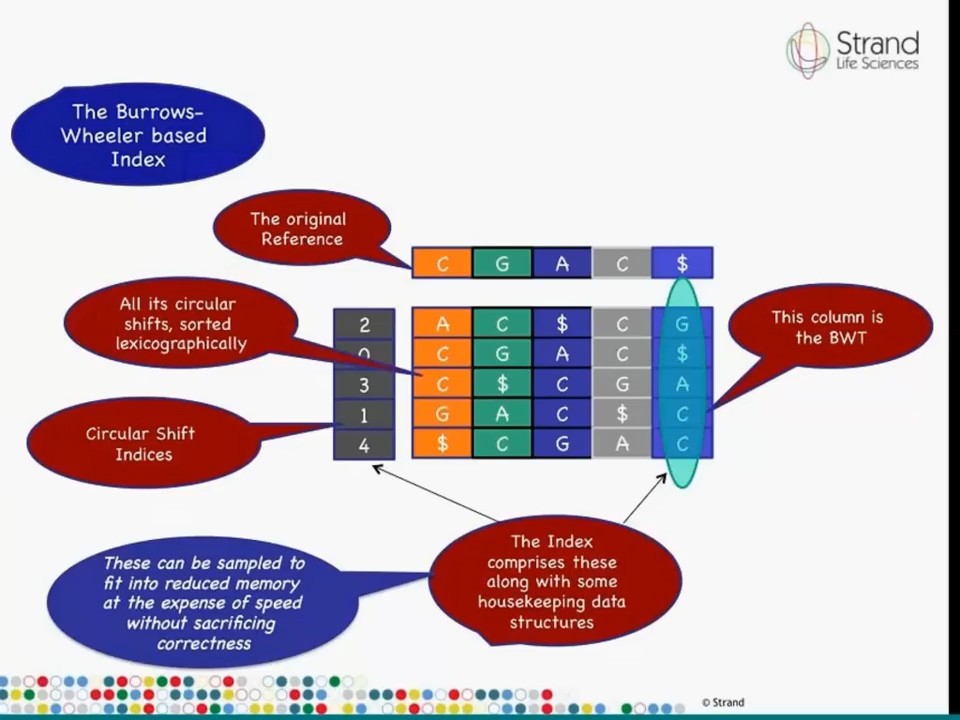 Strand
Life Sciences
The Burrows-
Wheeler based
Index
The original
Reference
C G A C $
All its circular
shifts, sorted
lexicographically
This column is
the BWT
2 A C $ C G
0 C G A C $
3 C $ C G A
1 G A C $ C
4 $ C G A C
Circular Shift
Indices
The Index
comprises these
along with some
housekeeping data
structures
These can be sampled to
fit into reduced memory
at the expense of speed
without sacrificing
correctness
© Strand